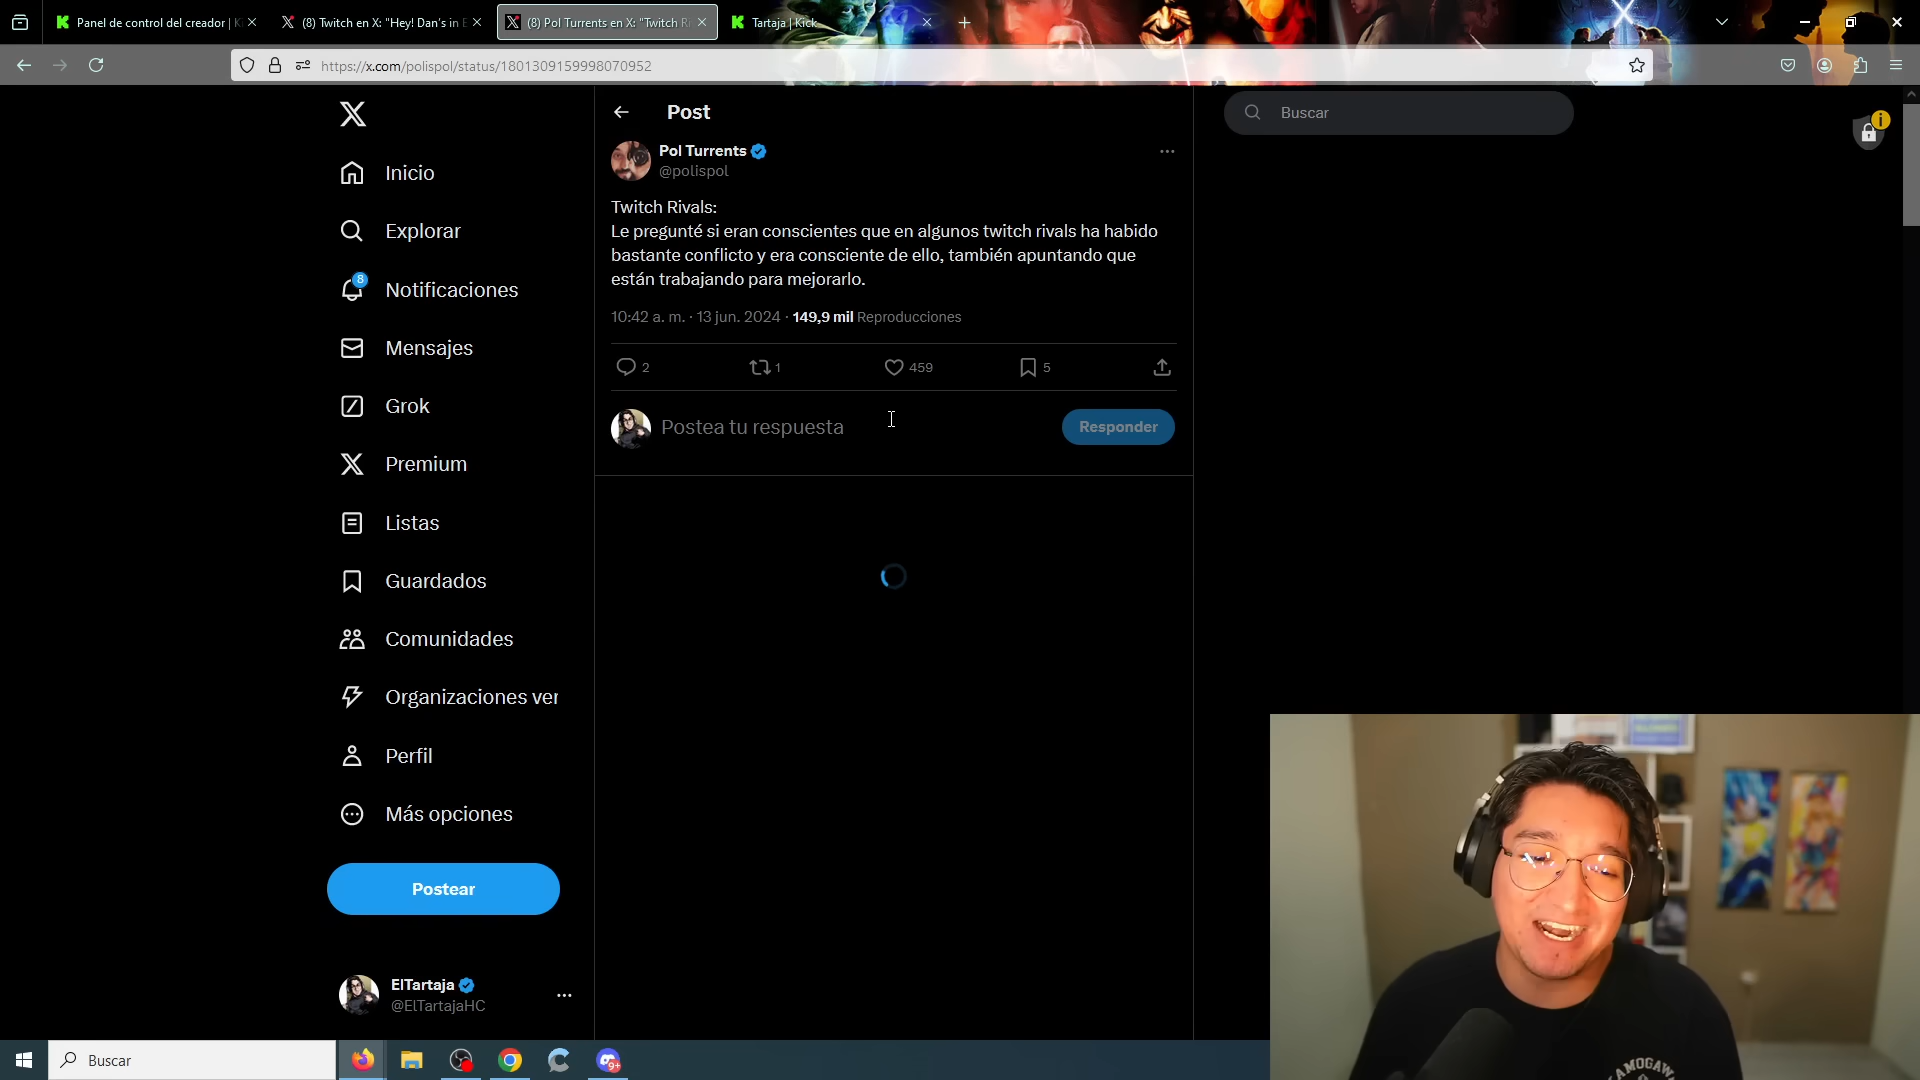 Panel de control del creador | K
(8) Twitch en X: "Hey! Dan's in E
(8) Pol Turrents en X: "Twitch R
Tartaja | Kick
https://x.com/polispol/status/1801309159998070952
Inicio
Explorar
8
Notificaciones
Mensajes
Grok
Premium
Listas
Guardados
Comunidades
Organizaciones ver
Perfil
Más opciones
Postear
ElTartaja
@ElTartajaHC
Post
Pol Turrents
@polispol
Twitch Rivals:
Le pregunté si eran conscientes que en algunos twitch rivals ha habido
bastante conflicto y era consciente de ello, también apuntando que
están trabajando para mejorarlo.
10:42 a. m. · 13 jun. 2024 · 149,9 mil Reproducciones
2 1 459 5
Postea tu respuesta
Responder
Buscar
Buscar
9+